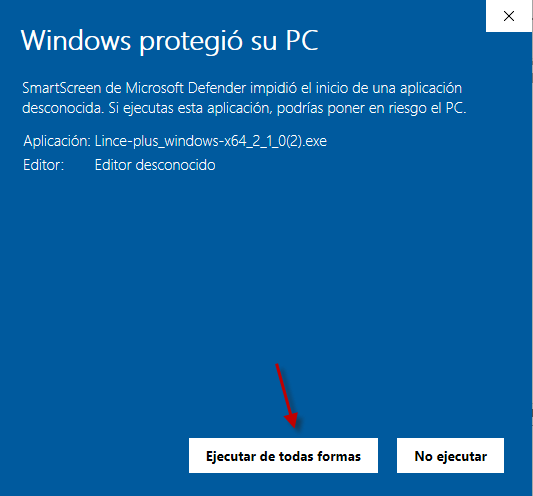 Windows protegió su PC
SmartScreen de Microsoft Defender impidió el inicio de una aplicación
desconocida. Si ejecutas esta aplicación, podrías poner en riesgo el PC.
Aplicación: Lince-plus_windows-x64_2_1_0(2).exe
Editor: Editor desconocido
Ejecutar de todas formas No ejecutar